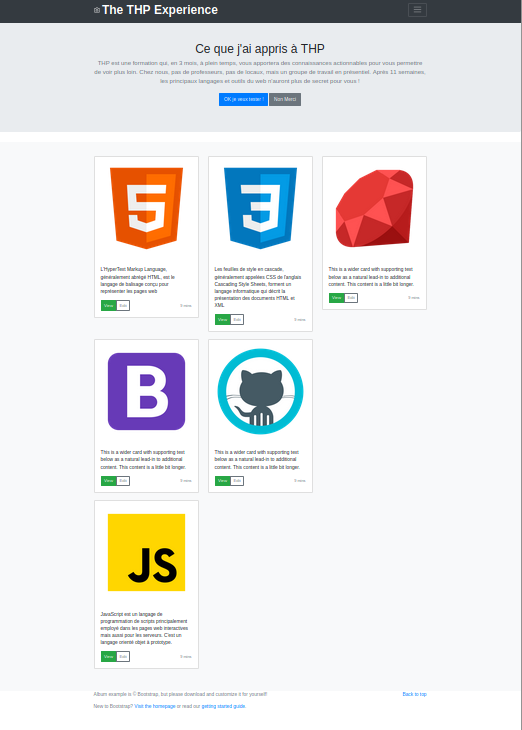 The THP Experience
Ce que j'ai appris à THP
THP est une formation qui, en 3 mois, à plein temps, vous apportera des connaissances actionnables pour vous permettre
de voir plus loin. Chez nous, pas de professeurs, pas de locaux, mais un groupe de travail en présentiel. Après 11 semaines,
les principaux langages et outils du web n'auront plus de secret pour vous !
OK je veux tester ! Non Merci
L'HyperText Markup Language,
généralement abrégé HTML, est le
langage de balisage conçu pour
représenter les pages web
View Edit 9 mins
Les feuilles de style en cascade,
généralement appelées CSS de l'anglais
Cascading Style Sheets, forment un
langage informatique qui décrit la
présentation des documents HTML et
XML
View Edit 9 mins
This is a wider card with supporting text
below as a natural lead-in to additional
content. This content is a little bit longer.
View Edit 9 mins
B
This is a wider card with supporting text
below as a natural lead-in to additional
content. This content is a little bit longer.
View Edit 9 mins
This is a wider card with supporting text
below as a natural lead-in to additional
content. This content is a little bit longer.
View Edit 9 mins
JS
JavaScript est un langage de
programmation de scripts principalement
employé dans les pages web interactives
mais aussi pour les serveurs. C'est un
langage orienté objet à prototype.
View Edit 9 mins
Album example is © Bootstrap, but please download and customize it for yourself! Back to top
New to Bootstrap? Visit the homepage or read our getting started guide.